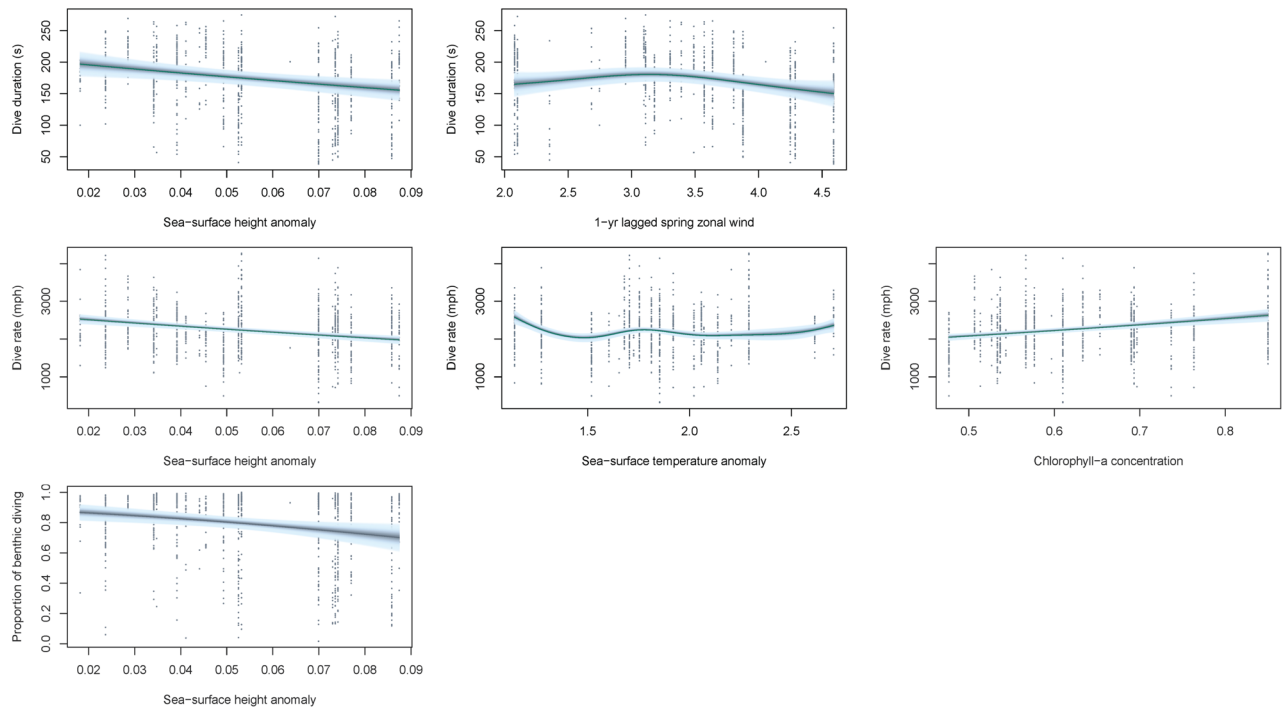 Dive duration (s)
50 100 150 200 250
0.02 0.03 0.04 0.05 0.06 0.07 0.08 0.09
Sea−surface height anomaly
Dive duration (s)
50 100 150 200 250
2.0 2.5 3.0 3.5 4.0 4.5
1−yr lagged spring zonal wind
Dive rate (mph)
1000 3000
0.02 0.03 0.04 0.05 0.06 0.07 0.08 0.09
Sea−surface height anomaly
Dive rate (mph)
1000 3000
1.5 2.0 2.5
Sea−surface temperature anomaly
Dive rate (mph)
1000 3000
0.5 0.6 0.7 0.8
Chlorophyll−a concentration
Proportion of benthic diving
0.0 0.2 0.4 0.6 0.8 1.0
0.02 0.03 0.04 0.05 0.06 0.07 0.08 0.09
Sea−surface height anomaly